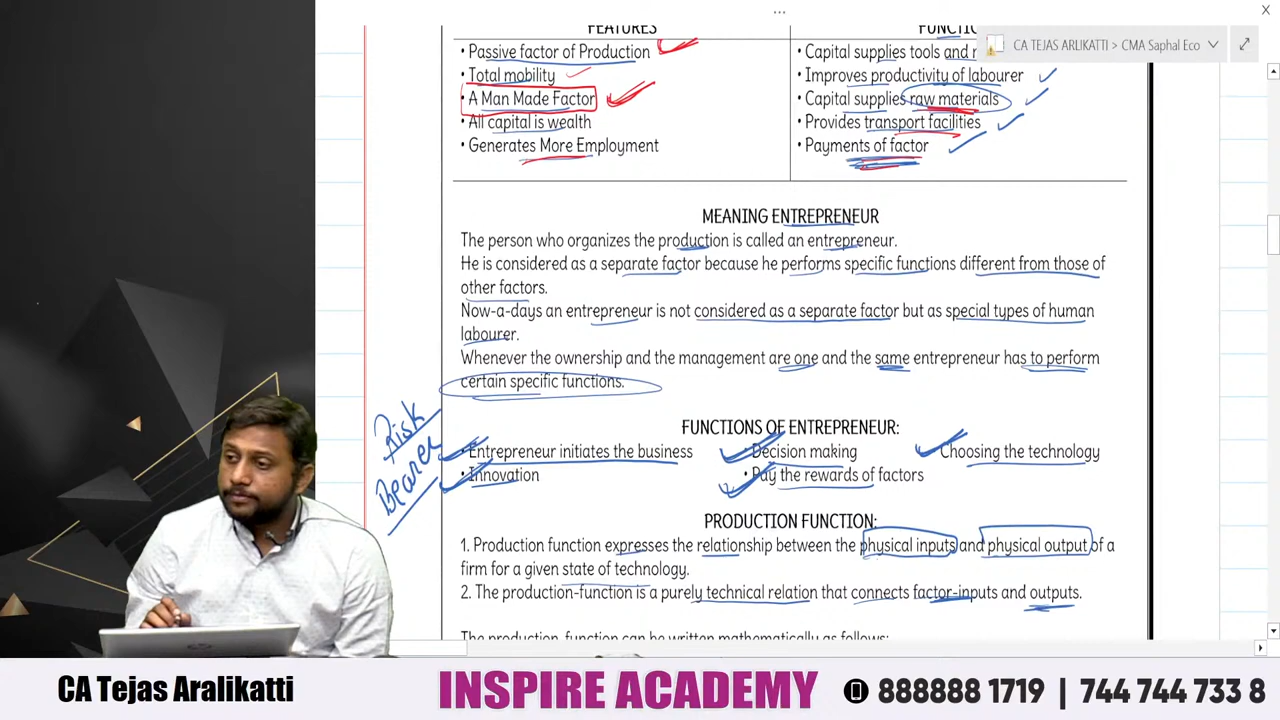 ...
CA TEJAS ARLIKATTI > CMA Saphal Eco
FEATURES
• Passive factor of Production
• Total mobility
• A Man Made Factor
• All capital is wealth
• Generates More Employment
• Capital supplies tools and
• Improves productivity of labourer
• Capital supplies raw materials
• Provides transport facilities
• Payments of factor
MEANING ENTREPRENEUR
The person who organizes the production is called an entrepreneur.
He is considered as a separate factor because he performs specific functions different from those of
other factors.
Now-a-days an entrepreneur is not considered as a separate factor but as special types of human
labourer.
Whenever the ownership and the management are one and the same entrepreneur has to perform
certain specific functions.
Risk
Bearer
FUNCTIONS OF ENTREPRENEUR:
Entrepreneur initiates the business • Decision making Choosing the technology
Innovation • Pay the rewards of factors
PRODUCTION FUNCTION:
1. Production function expresses the relationship between the physical inputs and physical output of a
firm for a given state of technology.
2. The production-function is a purely technical relation that connects factor-inputs and outputs.
The production function can be written mathematically as follows:
CA Tejas Aralikatti INSPIRE ACADEMY 888888 1719 | 744 744 733 8